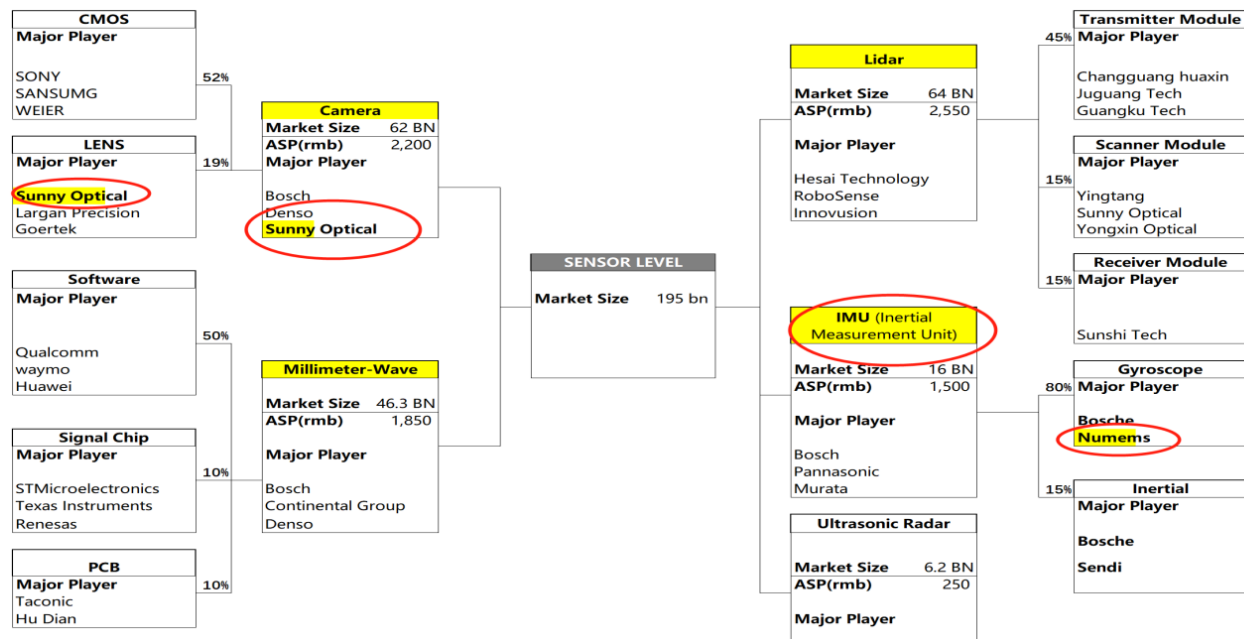 CMOS
Major Player
SONY
SANSUMG
WEIER
52%
LENS
Major Player
Sunny Optical
Largan Precision
Goertek
19%
Camera
Market Size 62 BN
ASP(rmb) 2,200
Major Player
Bosch
Denso
Sunny Optical
Software
Major Player
Qualcomm
waymo
Huawei
50%
Signal Chip
Major Player
STMicroelectronics
Texas Instruments
Renesas
10%
PCB
Major Player
Taconic
Hu Dian
10%
Millimeter-Wave
Market Size 46.3 BN
ASP(rmb) 1,850
Major Player
Bosch
Continental Group
Denso
SENSOR LEVEL
Market Size 195 bn
Lidar
Market Size 64 BN
ASP(rmb) 2,550
Major Player
Hesai Technology
RoboSense
Innovusion
IMU (Inertial
Measurement Unit)
Market Size 16 BN
ASP(rmb) 1,500
Major Player
Bosch
Pannasonic
Murata
Ultrasonic Radar
Market Size 6.2 BN
ASP(rmb) 250
Major Player
Transmitter Module
45%
Major Player
Changguang huaxin
Juguang Tech
Guangku Tech
Scanner Module
Major Player
15%
Yingtang
Sunny Optical
Yongxin Optical
Receiver Module
15%
Major Player
Sunshi Tech
Gyroscope
80%
Major Player
Bosche
Numems
15%
Inertial
Major Player
Bosche
Sendi